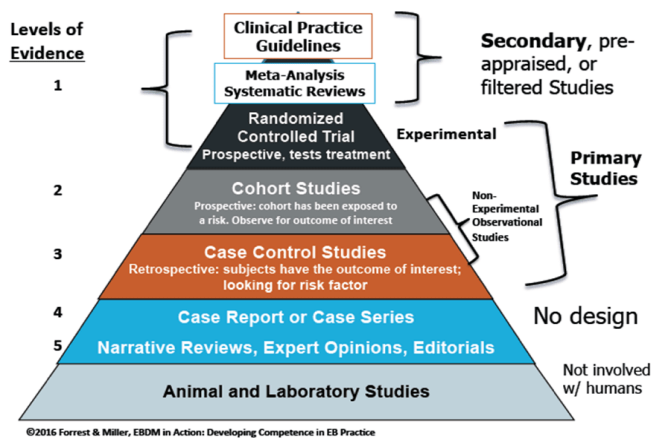 Levels of
Evidence
1
2
3
4
5
Clinical Practice
Guidelines
Meta-Analysis
Systematic Reviews
Randomized
Controlled Trial
Prospective, tests treatment
Cohort Studies
Prospective: cohort has been exposed to
a risk. Observe for outcome of interest
Case Control Studies
Retrospective: subjects have the outcome of interest;
looking for risk factor
Case Report or Case Series
Narrative Reviews, Expert Opinions, Editorials
Animal and Laboratory Studies
Secondary, pre-
appraised, or
filtered Studies
Experimental
Primary
Studies
Non-
Experimental
Observational
Studies
No design
Not involved
w/ humans
©2016 Forrest & Miller, EBDM in Action: Developing Competence in EB Practice